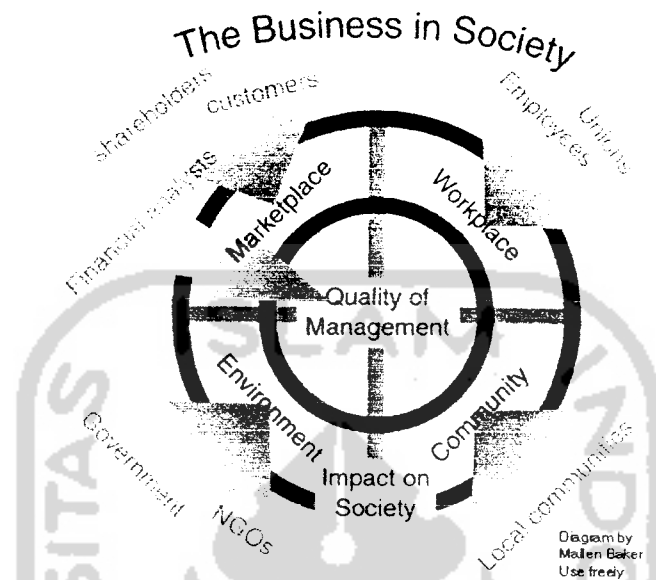 The Business in Society
shareholders
customers
Financial analysts
Employees
Unions
Marketplace
Workplace
Quality of
Management
Environment
Community
Impact on
Society
Government
NGOs
Local communities
Diagram by
Mallen Baker
Use freely
ISLAM